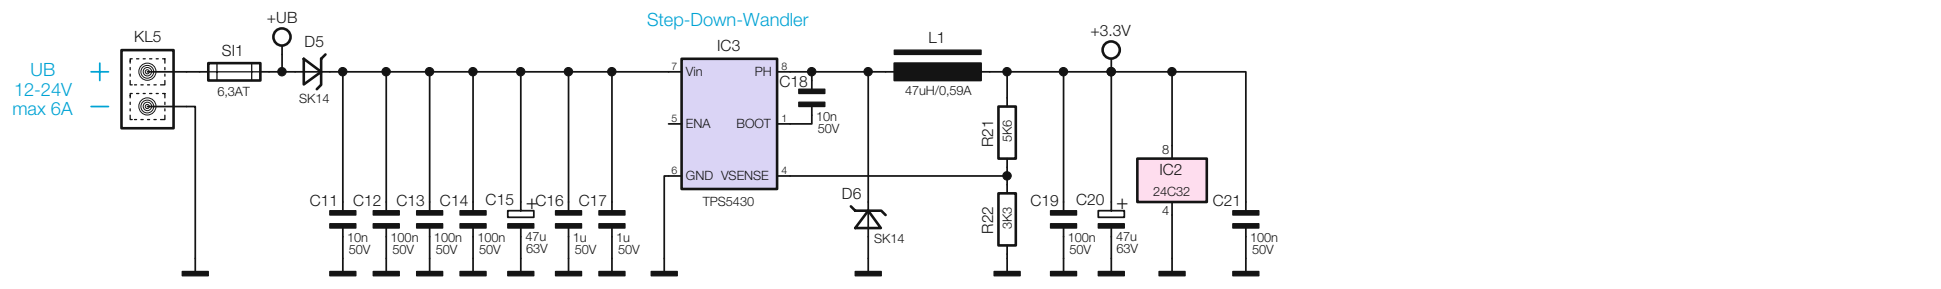 Step-Down-Wandler
+UB
KL5
SI1
D5
IC3
L1
+3.3V
UB
12-24V
max 6A
+
−
6,3AT
SK14
7
Vin
PH
8
C18
10n
50V
47uH/0,59A
5
ENA
BOOT
1
6
GND
VSENSE
4
TPS5430
R21
5K6
R22
3K3
D6
SK14
8
IC2
24C32
4
C11
10n
50V
C12
100n
50V
C13
100n
50V
C14
100n
50V
C15
+
47u
63V
C16
1u
50V
C17
1u
50V
C19
100n
50V
C20
+
47u
63V
C21
100n
50V